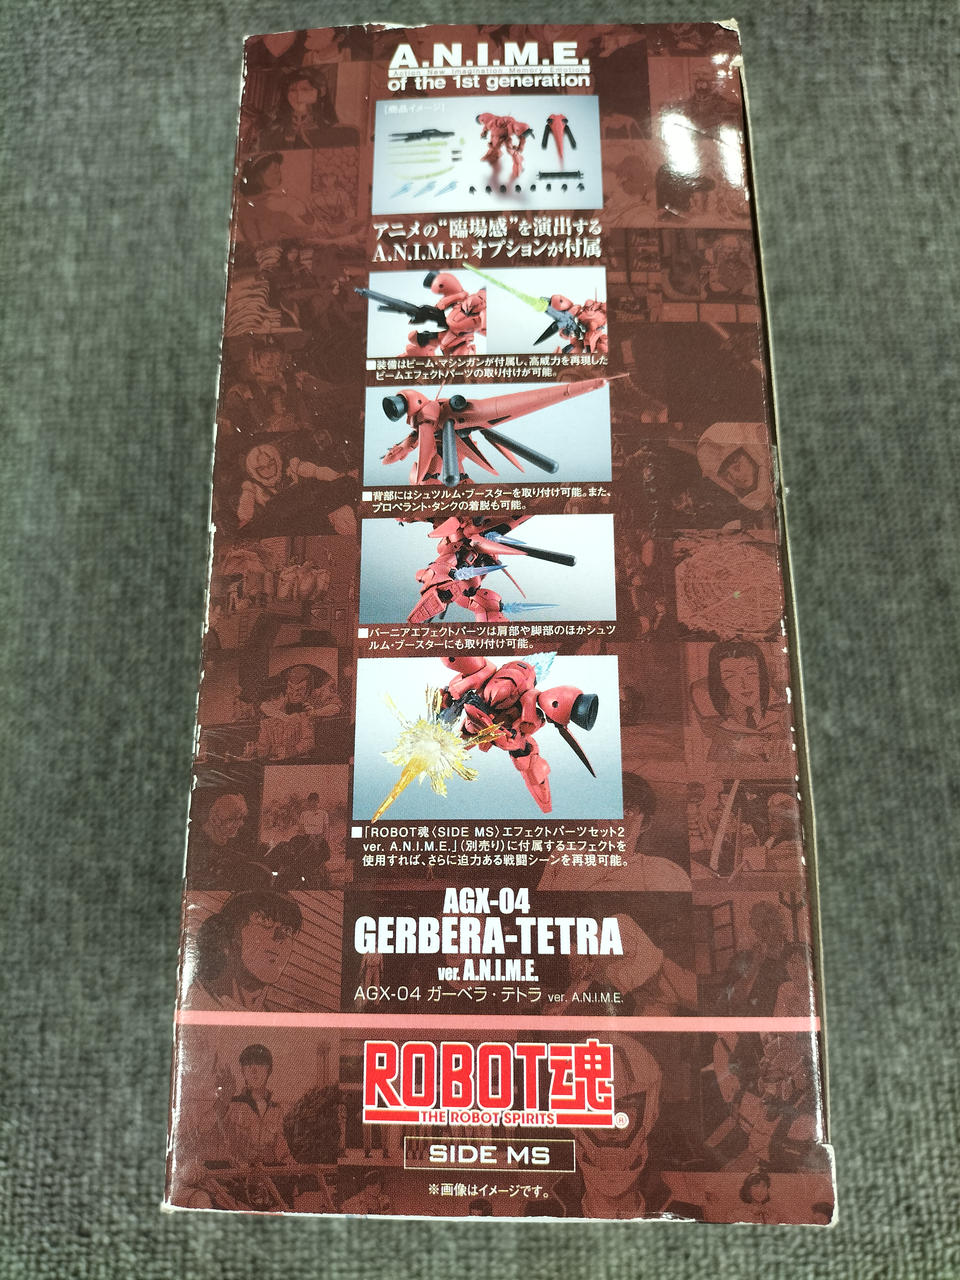 A.N.I.M.E.
Action New Imagination Memory Emotion
of the 1st generation
[商品イメージ]
アニメの“臨場感”を演出する
A.N.I.M.E.オプションが付属
■装備はビーム・マシンガンが付属し、高威力を再現した
ビームエフェクトパーツの取り付けが可能。
■背部にはシュツルム・ブースターを取り付け可能。また、
プロペラント・タンクの着脱も可能。
■バーニアエフェクトパーツは肩部や脚部のほかシュツ
ルム・ブースターにも取り付け可能。
■「ROBOT魂〈SIDE MS〉エフェクトパーツセット2
ver. A.N.I.M.E.」(別売り)に付属するエフェクトを
使用すれば、さらに迫力ある戦闘シーンを再現可能。
AGX-04
GERBERA-TETRA
ver. A.N.I.M.E.
AGX-04 ガーベラ・テトラ ver. A.N.I.M.E.
ROBOT魂
THE ROBOT SPIRITS ®
SIDE MS
※画像はイメージです。